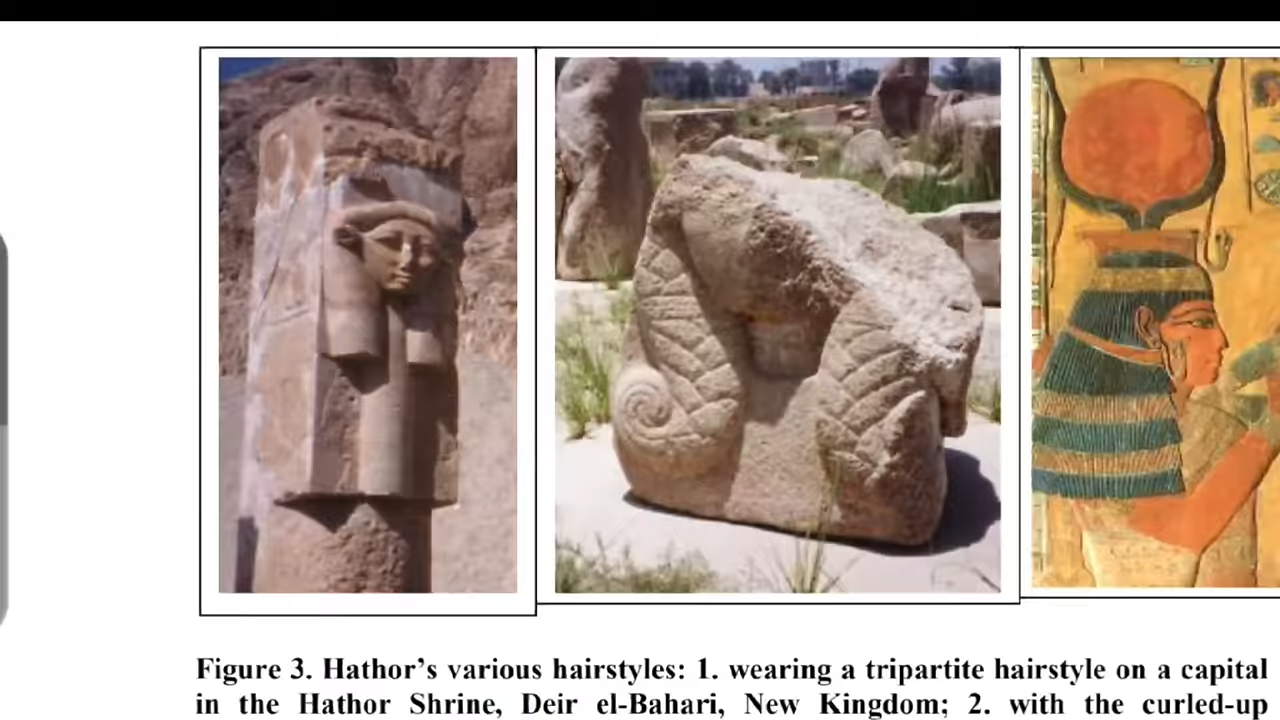 Figure 3. Hathor’s various hairstyles: 1. wearing a tripartite hairstyle on a capital
in the Hathor Shrine, Deir el-Bahari, New Kingdom; 2. with the curled-up